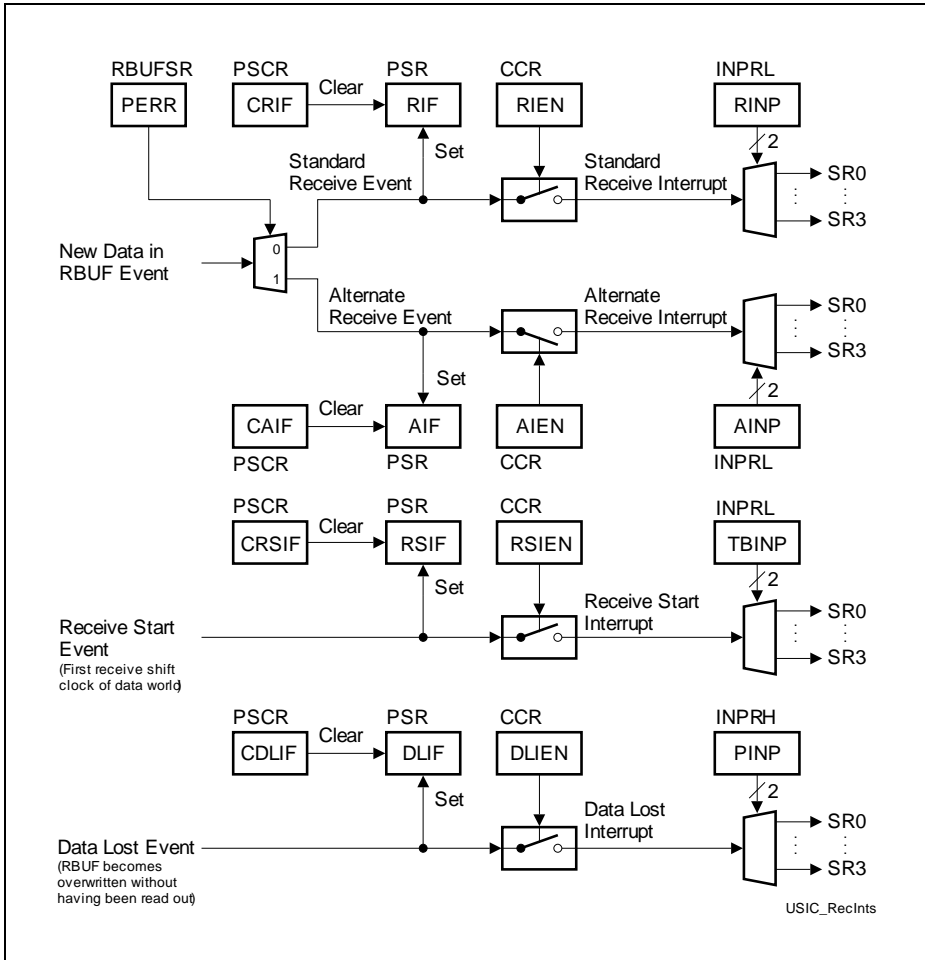 RBUFSR
PSCR
PSR
CCR
INPRL
PERR
CRIF
Clear
RIF
RIEN
RINP
2
Set
Standard
Receive Event
Standard
Receive Interrupt
SR0
SR3
New Data in
RBUF Event
0
1
Alternate
Receive Event
Alternate
Receive Interrupt
SR0
SR3
Set
2
CAIF
Clear
AIF
AIEN
AINP
PSCR
PSR
CCR
INPRL
PSCR
PSR
CCR
INPRL
CRSIF
Clear
RSIF
RSIEN
TBINP
2
Set
Receive Start
Interrupt
SR0
SR3
Receive Start
Event
(First receive shift
clock of data world)
PSCR
PSR
CCR
INPRH
CDLIF
Clear
DLIF
DLIEN
PINP
2
Set
Data Lost
Interrupt
SR0
SR3
Data Lost Event
(RBUF becomes
overwritten without
having been read out)
USIC_RecInts